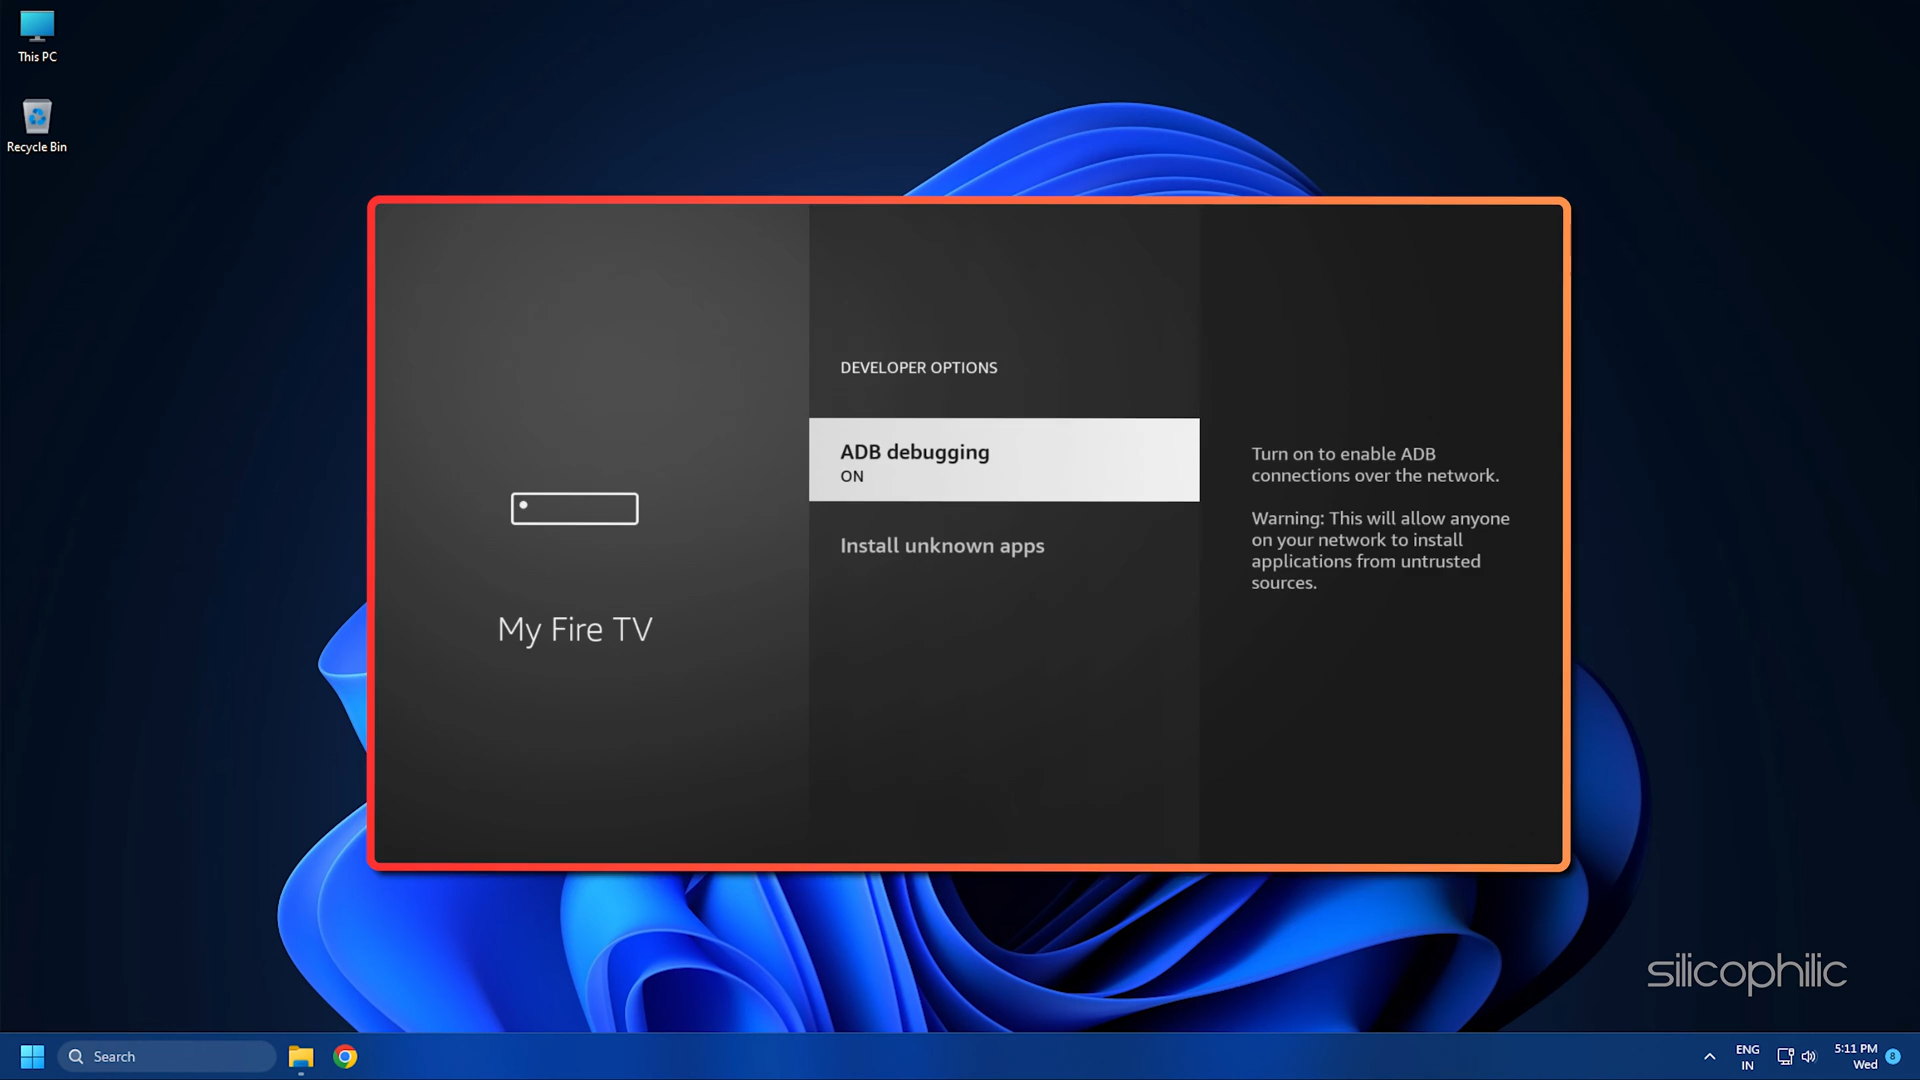 This PC
Recycle Bin
DEVELOPER OPTIONS
ADB debugging
ON
Install unknown apps
My Fire TV
Turn on to enable ADB
connections over the network.
Warning: This will allow anyone
on your network to install
applications from untrusted
sources.
silicophilic
Search
ENG
IN
5:11 PM
Wed
8